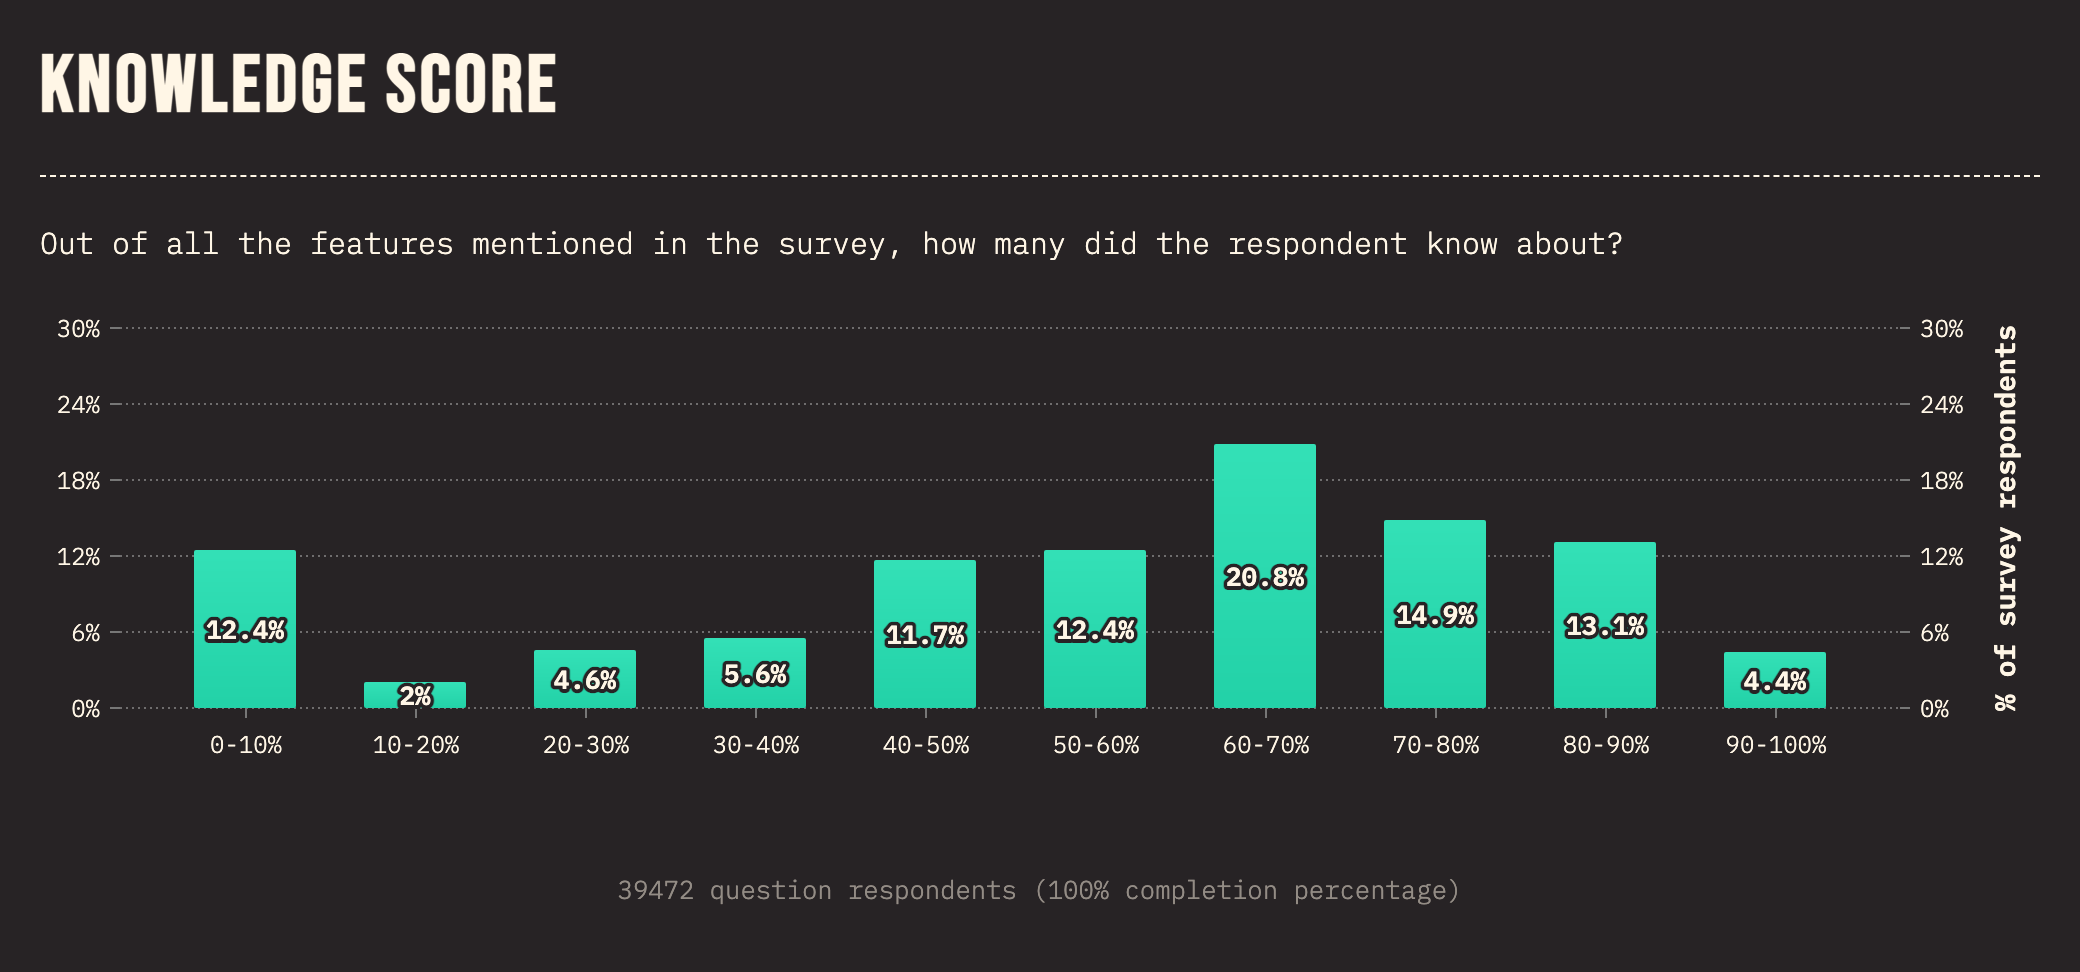 KNOWLEDGE SCORE
Out of all the features mentioned in the survey, how many did the respondent know about?
30% 30%
24% 24%
18% 18%
12% 12%
6% 6%
0% 0%
% of survey respondents
12.4% 2% 4.6% 5.6% 11.7% 12.4% 20.8% 14.9% 13.1% 4.4%
0-10% 10-20% 20-30% 30-40% 40-50% 50-60% 60-70% 70-80% 80-90% 90-100%
39472 question respondents (100% completion percentage)